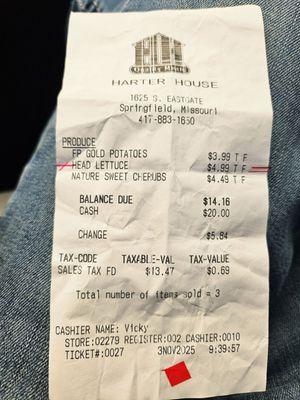 HARTER HOUSE
1625 S. EASTGATE
Springfield, Missouri
417-883-1650
PRODUCE
FP GOLD POTATOES $3.99 T F
HEAD LETTUCE $4.99 T F
NATURE SWEET CHERUBS $4.49 T F
BALANCE DUE $14.16
CASH $20.00
CHANGE $5.84
TAX-CODE TAXABLE-VAL TAX-VALUE
SALES TAX FD $13.47 $0.69
Total number of items sold = 3
CASHIER NAME: Vicky
STORE:02279 REGISTER:002 CASHIER:0010
TICKET#:0027 3NOV2025 9:39:57